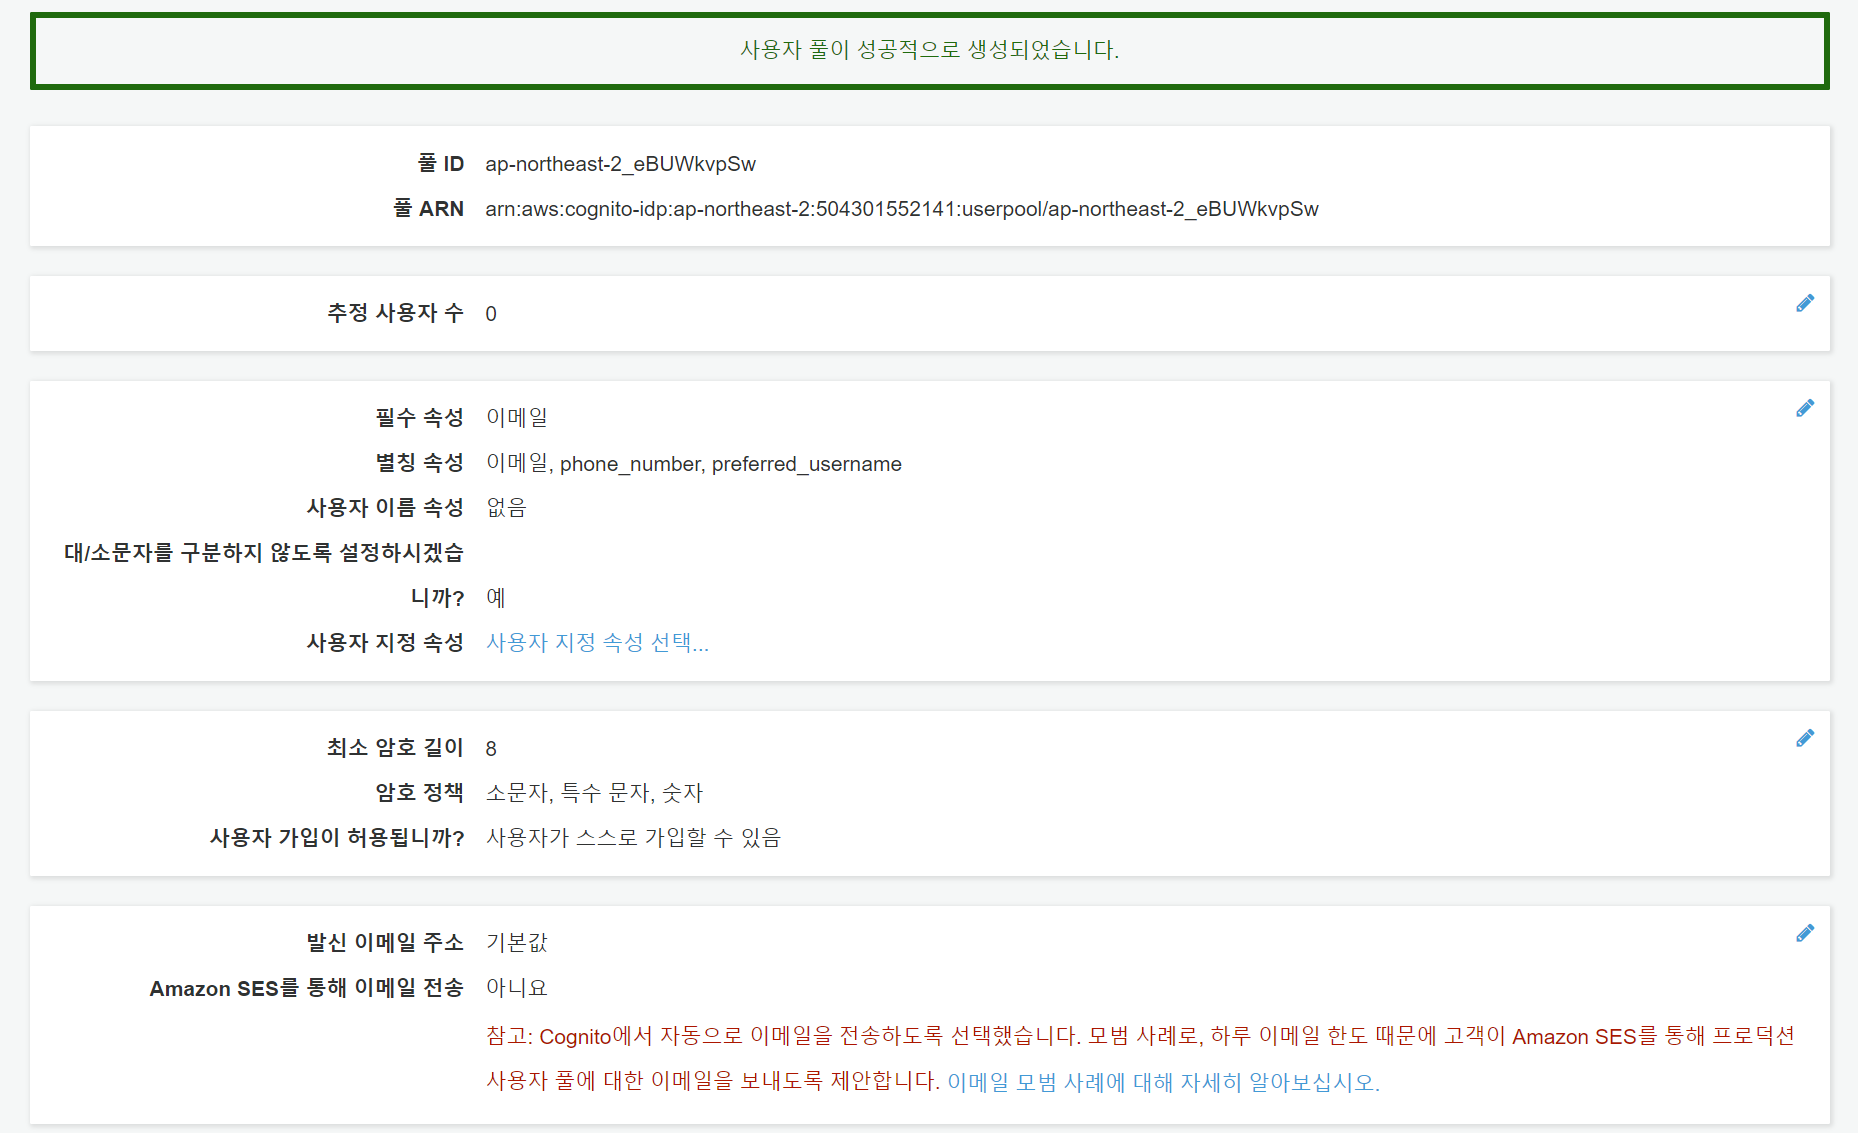 사용자 풀이 성공적으로 생성되었습니다.
풀 ID ap-northeast-2_eBUWkvpSw
풀 ARN arn:aws:cognito-idp:ap-northeast-2:504301552141:userpool/ap-northeast-2_eBUWkvpSw
추정 사용자 수 0
필수 속성 이메일
별칭 속성 이메일, phone_number, preferred_username
사용자 이름 속성 없음
대/소문자를 구분하지 않도록 설정하시겠습
니까? 예
사용자 지정 속성 사용자 지정 속성 선택...
최소 암호 길이 8
암호 정책 소문자, 특수 문자, 숫자
사용자 가입이 허용됩니까? 사용자가 스스로 가입할 수 있음
발신 이메일 주소 기본값
Amazon SES를 통해 이메일 전송 아니요
참고: Cognito에서 자동으로 이메일을 전송하도록 선택했습니다. 모범 사례로, 하루 이메일 한도 때문에 고객이 Amazon SES를 통해 프로덕션
사용자 풀에 대한 이메일을 보내도록 제안합니다. 이메일 모범 사례에 대해 자세히 알아보십시오.